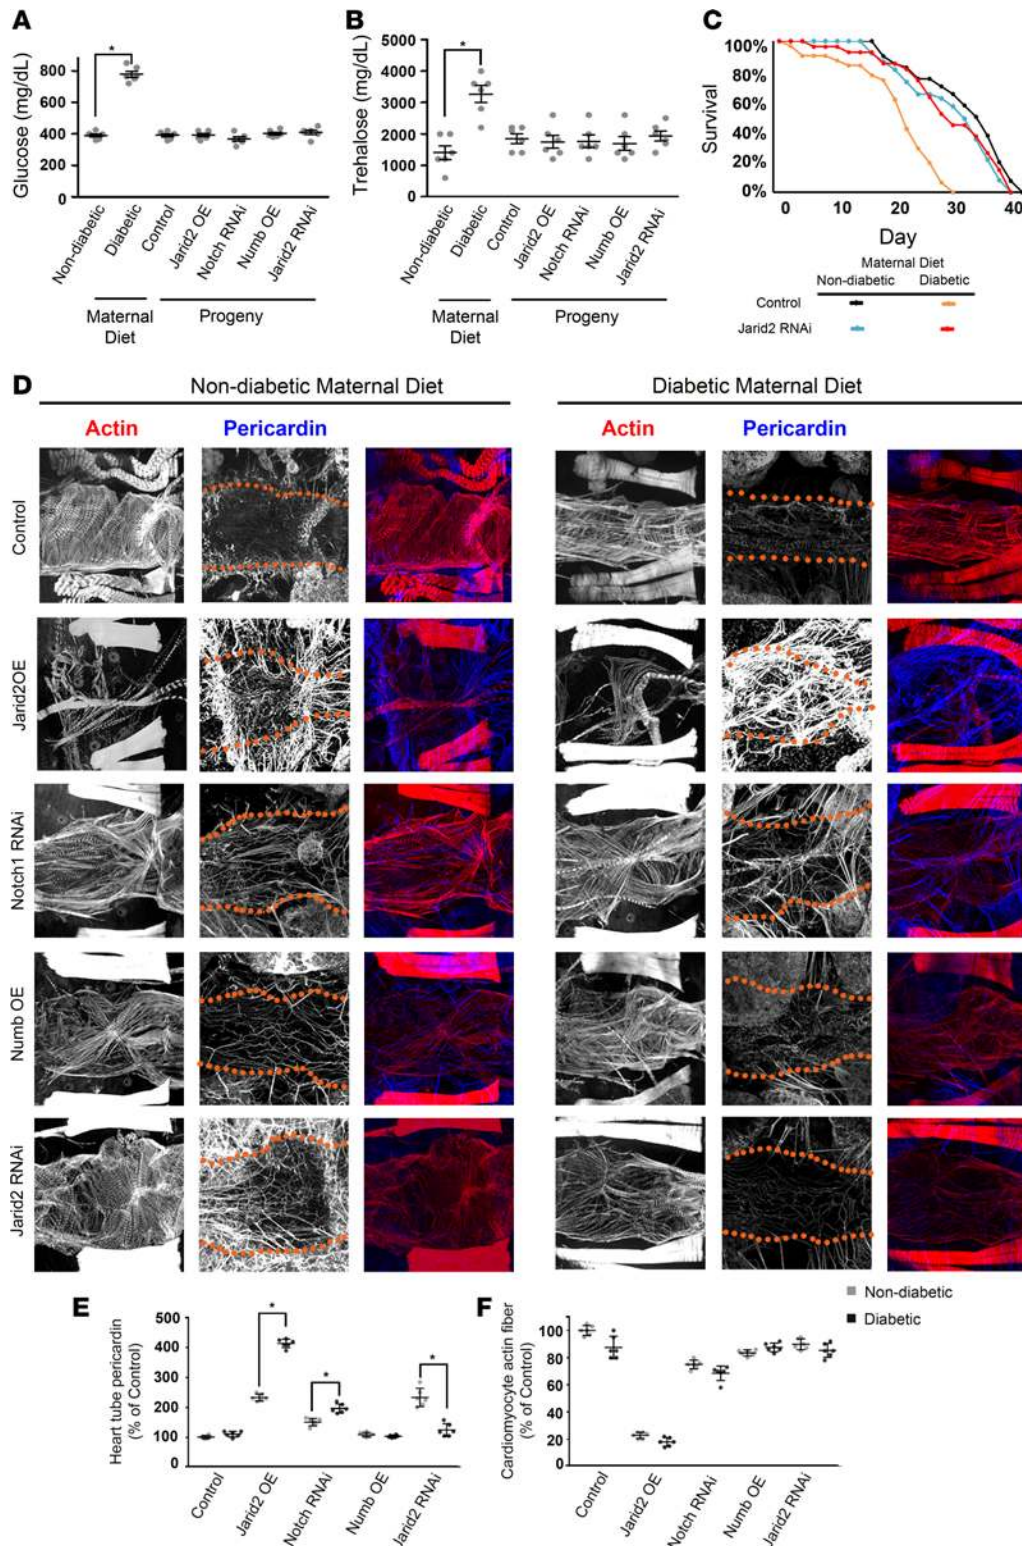 A
Glucose (mg/dL)
800
600
400
200
0
*
Non-diabetic
Diabetic
Control
Jarid2 OE
Notch RNAi
Numb OE
Jarid2 RNAi
Maternal
Diet
Progeny
B
Trehalose (mg/dL)
5000
4000
3000
2000
1000
0
*
Non-diabetic
Diabetic
Control
Jarid2 OE
Notch RNAi
Numb OE
Jarid2 RNAi
Maternal
Diet
Progeny
C
Survival
100%
80%
60%
40%
20%
0%
0 10 20 30 40
Day
Maternal Diet
Non-diabetic Diabetic
Control
Jarid2 RNAi
D
Non-diabetic Maternal Diet Diabetic Maternal Diet
Actin Pericardin Actin Pericardin
Control
Jarid2OE
Notch1 RNAi
Numb OE
Jarid2 RNAi
E
Heart tube pericardin
(% of Control)
500
400
300
200
100
0
*
*
*
Control
Jarid2 OE
Notch RNAi
Numb OE
Jarid2 RNAi
F
Cardiomyocyte actin fiber
(% of Control)
100
80
60
40
20
0
Control
Jarid2 OE
Notch RNAi
Numb OE
Jarid2 RNAi
Non-diabetic
Diabetic